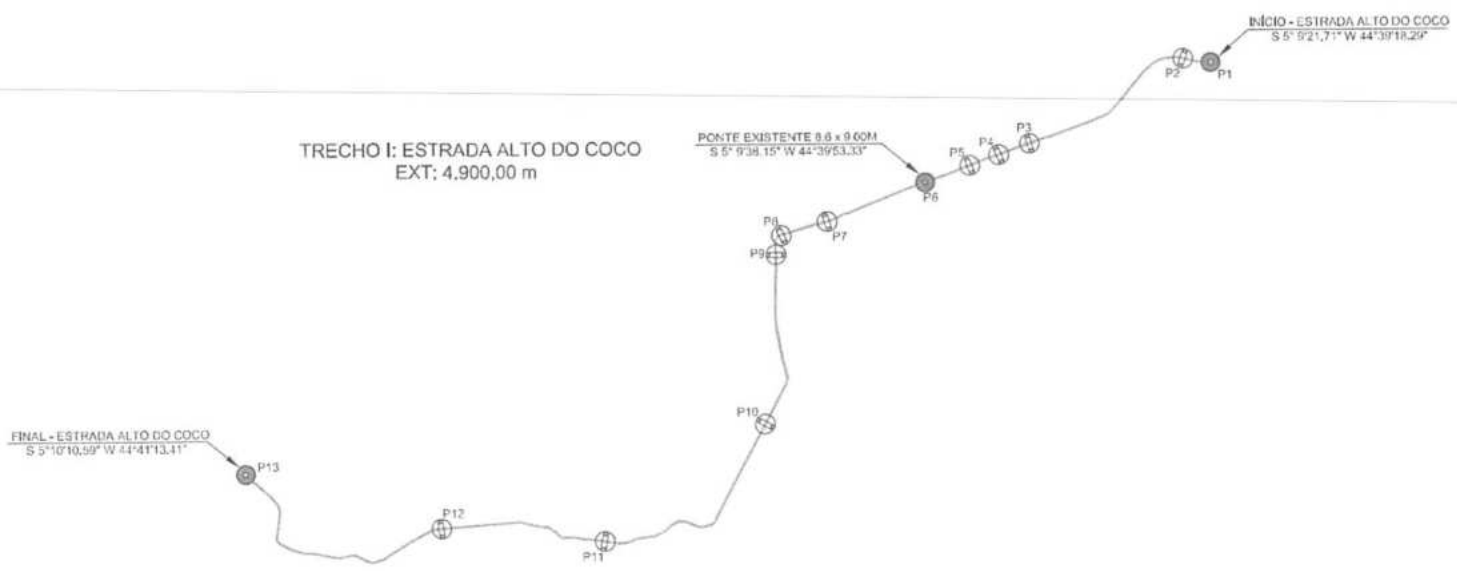 INÍCIO - ESTRADA ALTO DO COCO
S 5° 9'21,71" W 44°39'18.29"
P2
P1
TRECHO I: ESTRADA ALTO DO COCO
EXT: 4.900,00 m
PONTE EXISTENTE 8.6 x 9.00M
S 5° 9'38.15" W 44°39'53.33"
P3
P4
P5
P6
P7
P8
P9
P10
FINAL - ESTRADA ALTO DO COCO
S 5°10'10.59" W 44°41'13.41"
P13
P12
P11